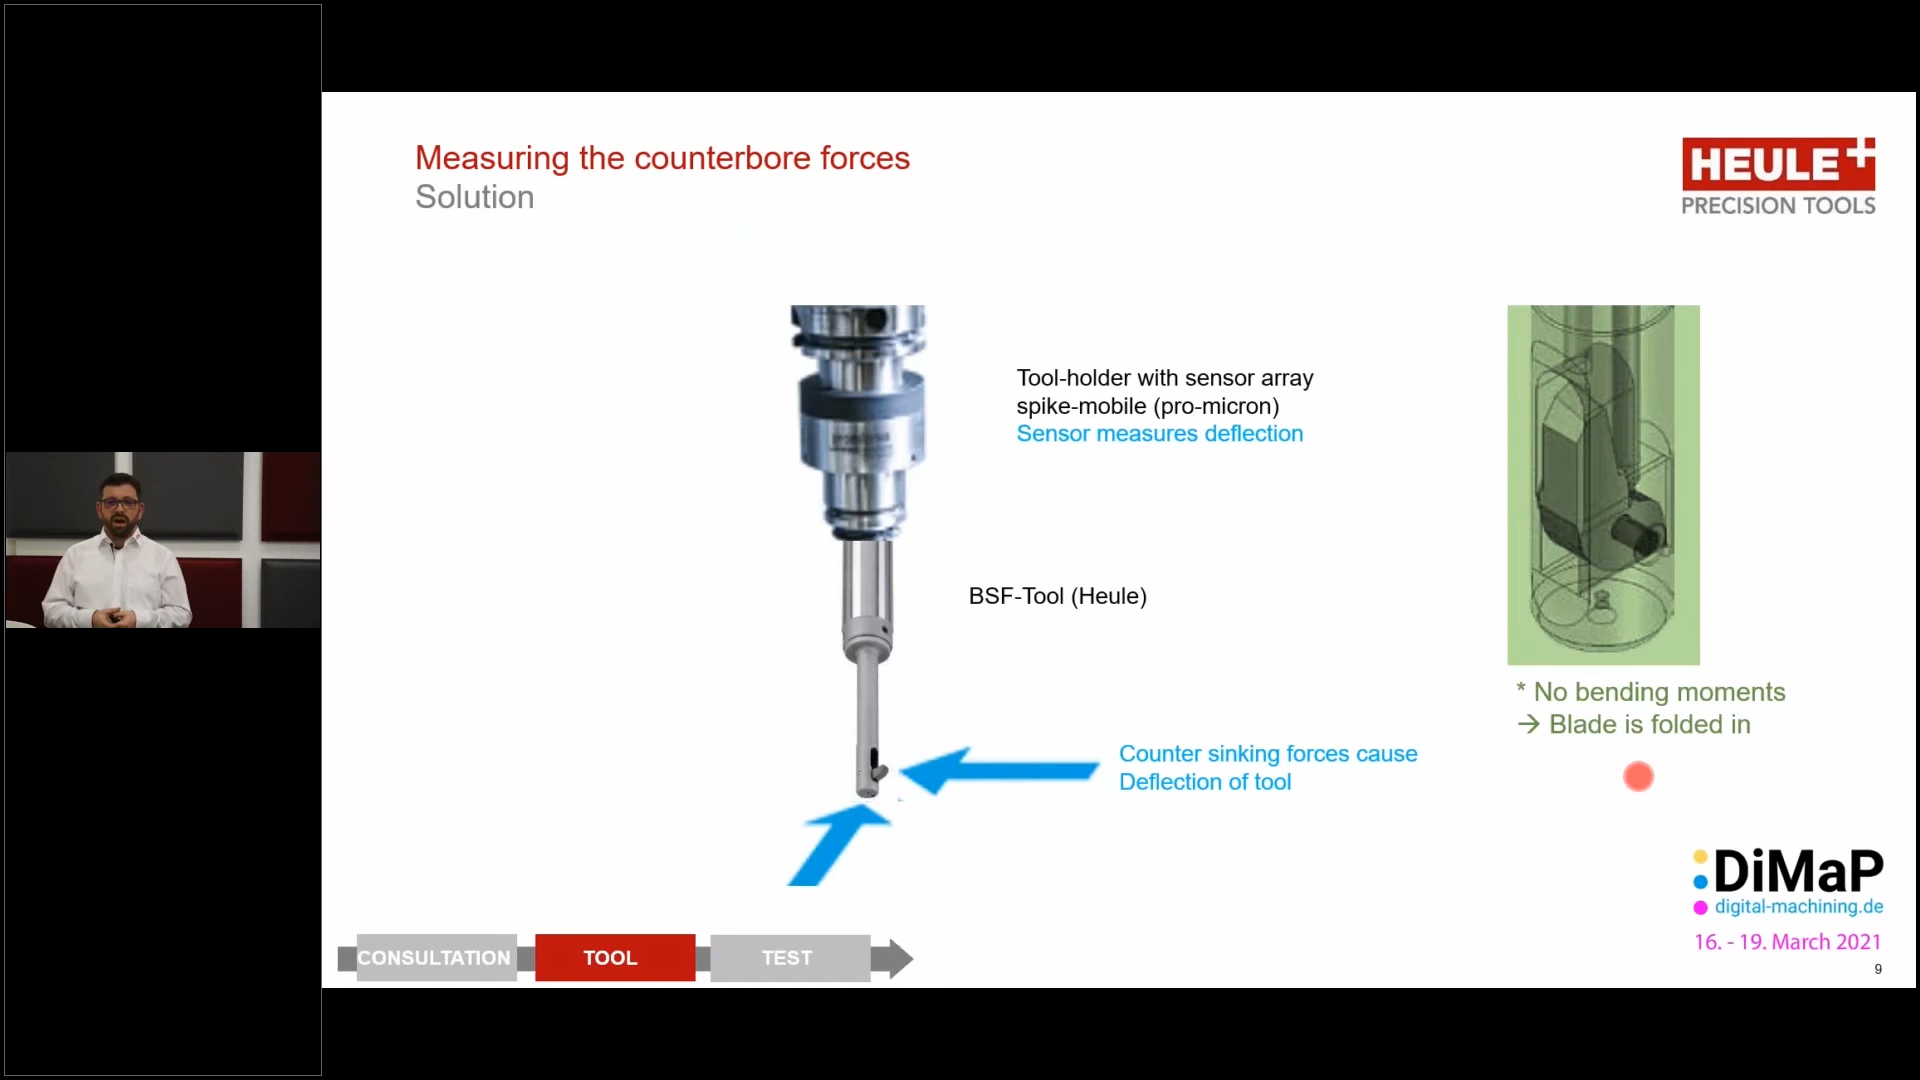 Measuring the counterbore forces
Solution
HEULE
PRECISION TOOLS
Tool-holder with sensor array
spike-mobile (pro-micron)
Sensor measures deflection
BSF-Tool (Heule)
* No bending moments
→ Blade is folded in
Counter sinking forces cause
Deflection of tool
DiMaP
digital-machining.de
16. - 19. March 2021
CONSULTATION
TOOL
TEST
9